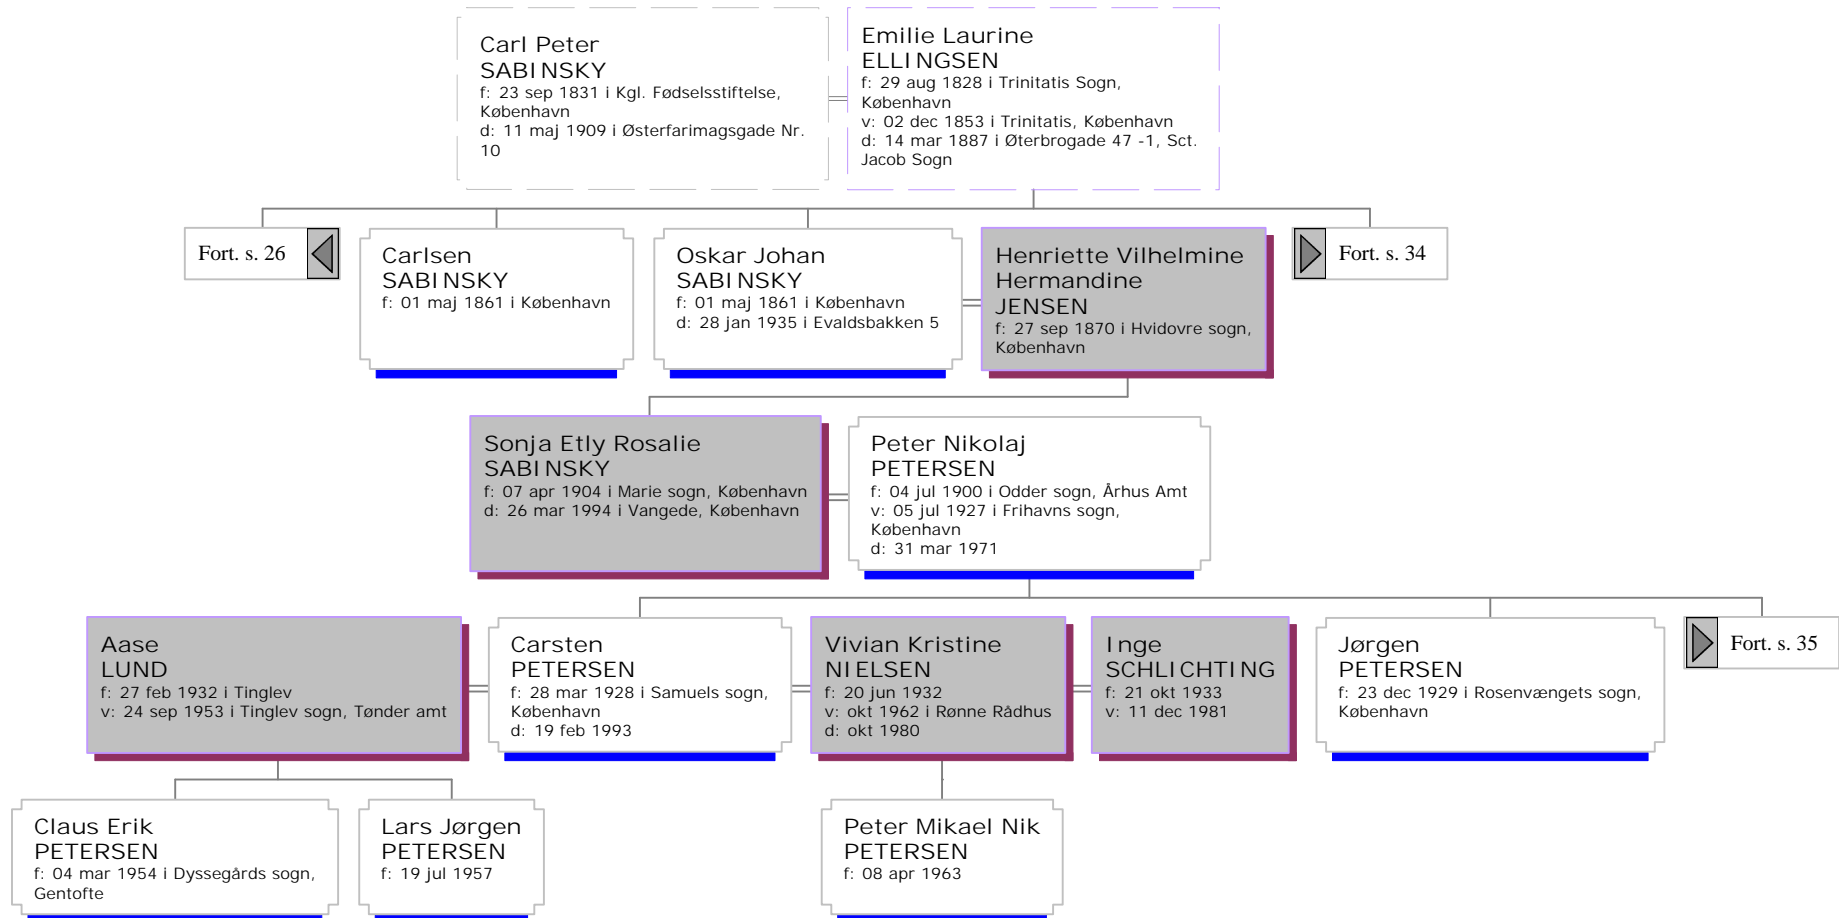 Carl Peter
SABINSKY
f: 23 sep 1831 i Kgl. Fødselsstiftelse,
København
d: 11 maj 1909 i Østerfarimagsgade Nr.
10
Emilie Laurine
ELLINGSEN
f: 29 aug 1828 i Trinitatis Sogn,
København
v: 02 dec 1853 i Trinitatis, København
d: 14 mar 1887 i Øterbrogade 47 -1, Sct.
Jacob Sogn
Fort. s. 26
Carlsen
SABINSKY
f: 01 maj 1861 i København
Oskar Johan
SABINSKY
f: 01 maj 1861 i København
d: 28 jan 1935 i Evaldsbakken 5
Henriette Vilhelmine
Hermandine
JENSEN
f: 27 sep 1870 i Hvidovre sogn,
København
Fort. s. 34
Sonja Etly Rosalie
SABINSKY
f: 07 apr 1904 i Marie sogn, København
d: 26 mar 1994 i Vangede, København
Peter Nikolaj
PETERSEN
f: 04 jul 1900 i Odder sogn, Århus Amt
v: 05 jul 1927 i Frihavns sogn,
København
d: 31 mar 1971
Aase
LUND
f: 27 feb 1932 i Tinglev
v: 24 sep 1953 i Tinglev sogn, Tønder amt
Carsten
PETERSEN
f: 28 mar 1928 i Samuels sogn,
København
d: 19 feb 1993
Vivian Kristine
NIELSEN
f: 20 jun 1932
v: okt 1962 i Rønne Rådhus
d: okt 1980
Inge
SCHLICHTING
f: 21 okt 1933
v: 11 dec 1981
Jørgen
PETERSEN
f: 23 dec 1929 i Rosenvængets sogn,
København
Fort. s. 35
Claus Erik
PETERSEN
f: 04 mar 1954 i Dyssegårds sogn,
Gentofte
Lars Jørgen
PETERSEN
f: 19 jul 1957
Peter Mikael Nik
PETERSEN
f: 08 apr 1963